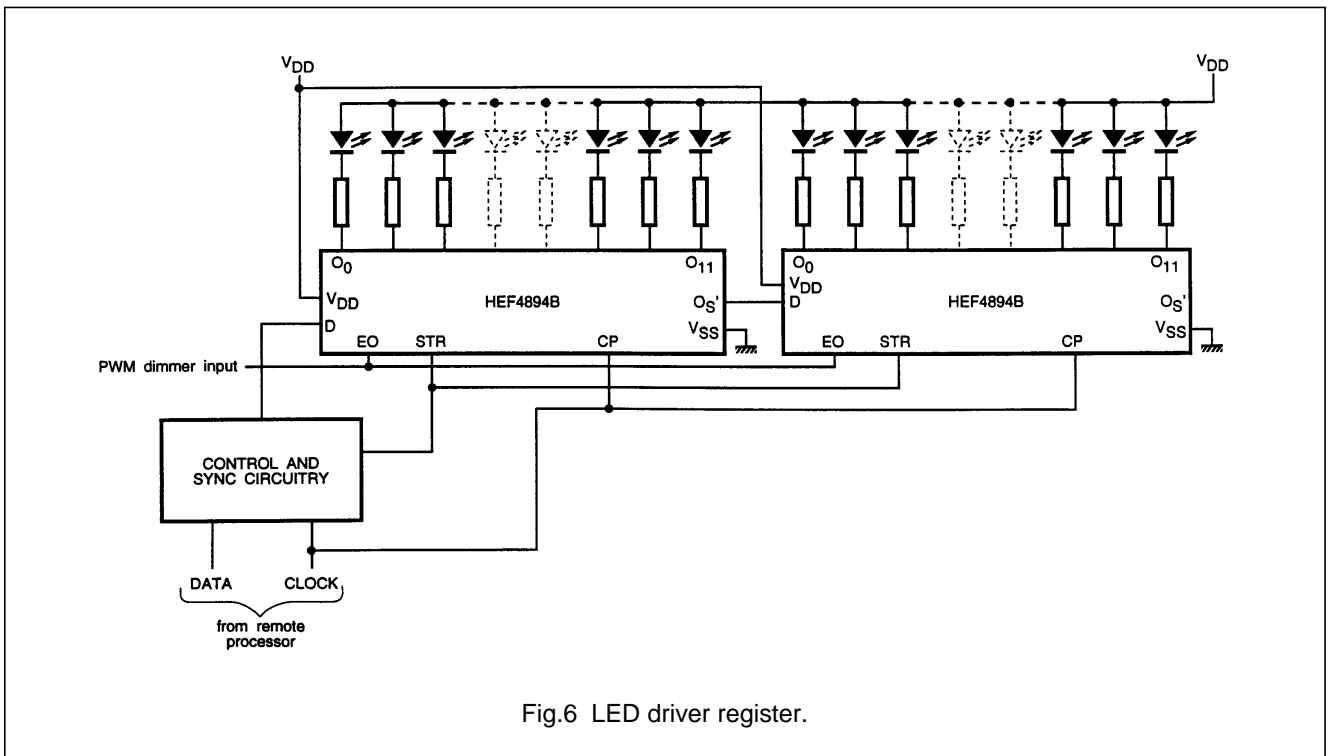 VDD
VDD
O0
O11
O0
O11
VDD
HEF4894B
OS'
VDD
HEF4894B
OS'
D
D
VSS
VSS
EO
STR
CP
EO
STR
CP
PWM dimmer input
CONTROL AND
SYNC CIRCUITRY
DATA
CLOCK
from remote
processor
Fig.6 LED driver register.